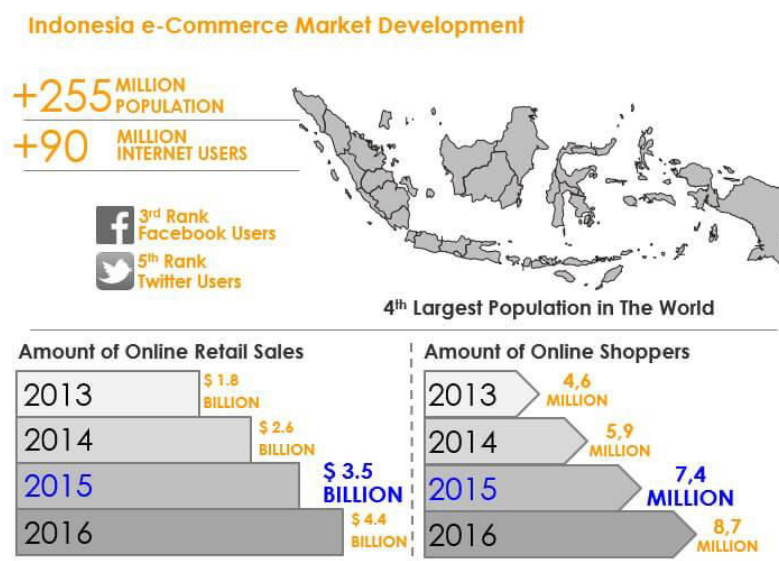 Indonesia e-Commerce Market Development
+255 MILLION
POPULATION
+90 MILLION
INTERNET USERS
3rd Rank
Facebook Users
5th Rank
Twitter Users
4th Largest Population in The World
Amount of Online Retail Sales
2013
$ 1.8
BILLION
2014
$ 2.6
BILLION
2015
$ 3.5
BILLION
2016
$ 4.4
BILLION
Amount of Online Shoppers
2013
4,6
MILLION
2014
5,9
MILLION
2015
7,4
MILLION
2016
8,7
MILLION